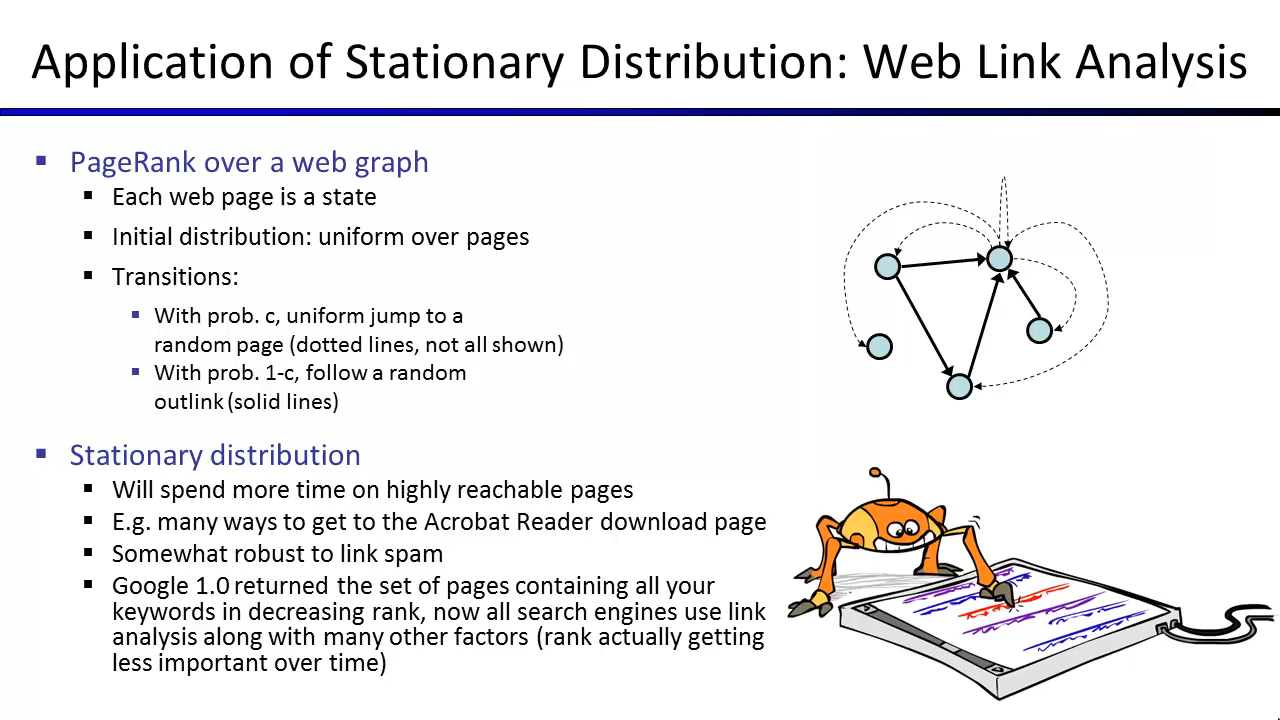 Application of Stationary Distribution: Web Link Analysis
PageRank over a web graph
Each web page is a state
Initial distribution: uniform over pages
Transitions:
With prob. c, uniform jump to a
random page (dotted lines, not all shown)
With prob. 1-c, follow a random
outlink (solid lines)
Stationary distribution
Will spend more time on highly reachable pages
E.g. many ways to get to the Acrobat Reader download page
Somewhat robust to link spam
Google 1.0 returned the set of pages containing all your
keywords in decreasing rank, now all search engines use link
analysis along with many other factors (rank actually getting
less important over time)